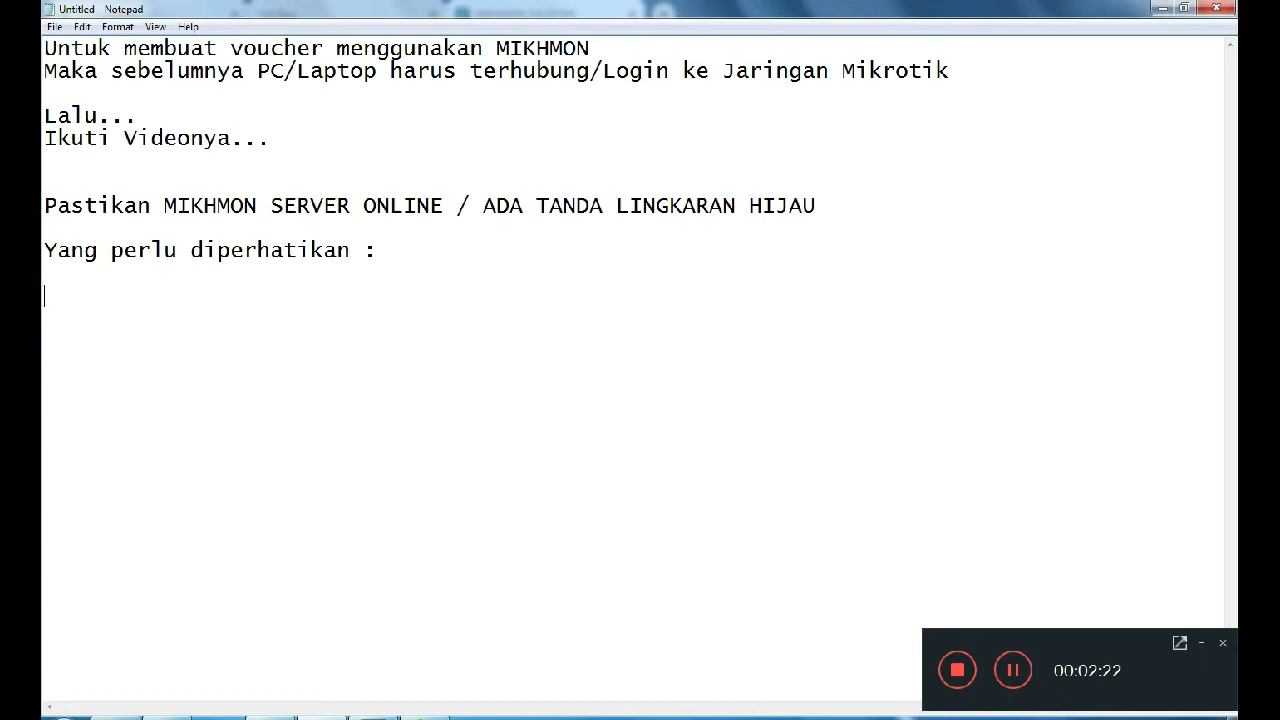 Untitled - Notepad
File Edit Format View Help
Untuk membuat voucher menggunakan MIKHMON
Maka sebelumnya PC/Laptop harus terhubung/Login ke Jaringan Mikrotik
Lalu...
Ikuti Videonya...
Pastikan MIKHMON SERVER ONLINE / ADA TANDA LINGKARAN HIJAU
Yang perlu diperhatikan :
00:02:22